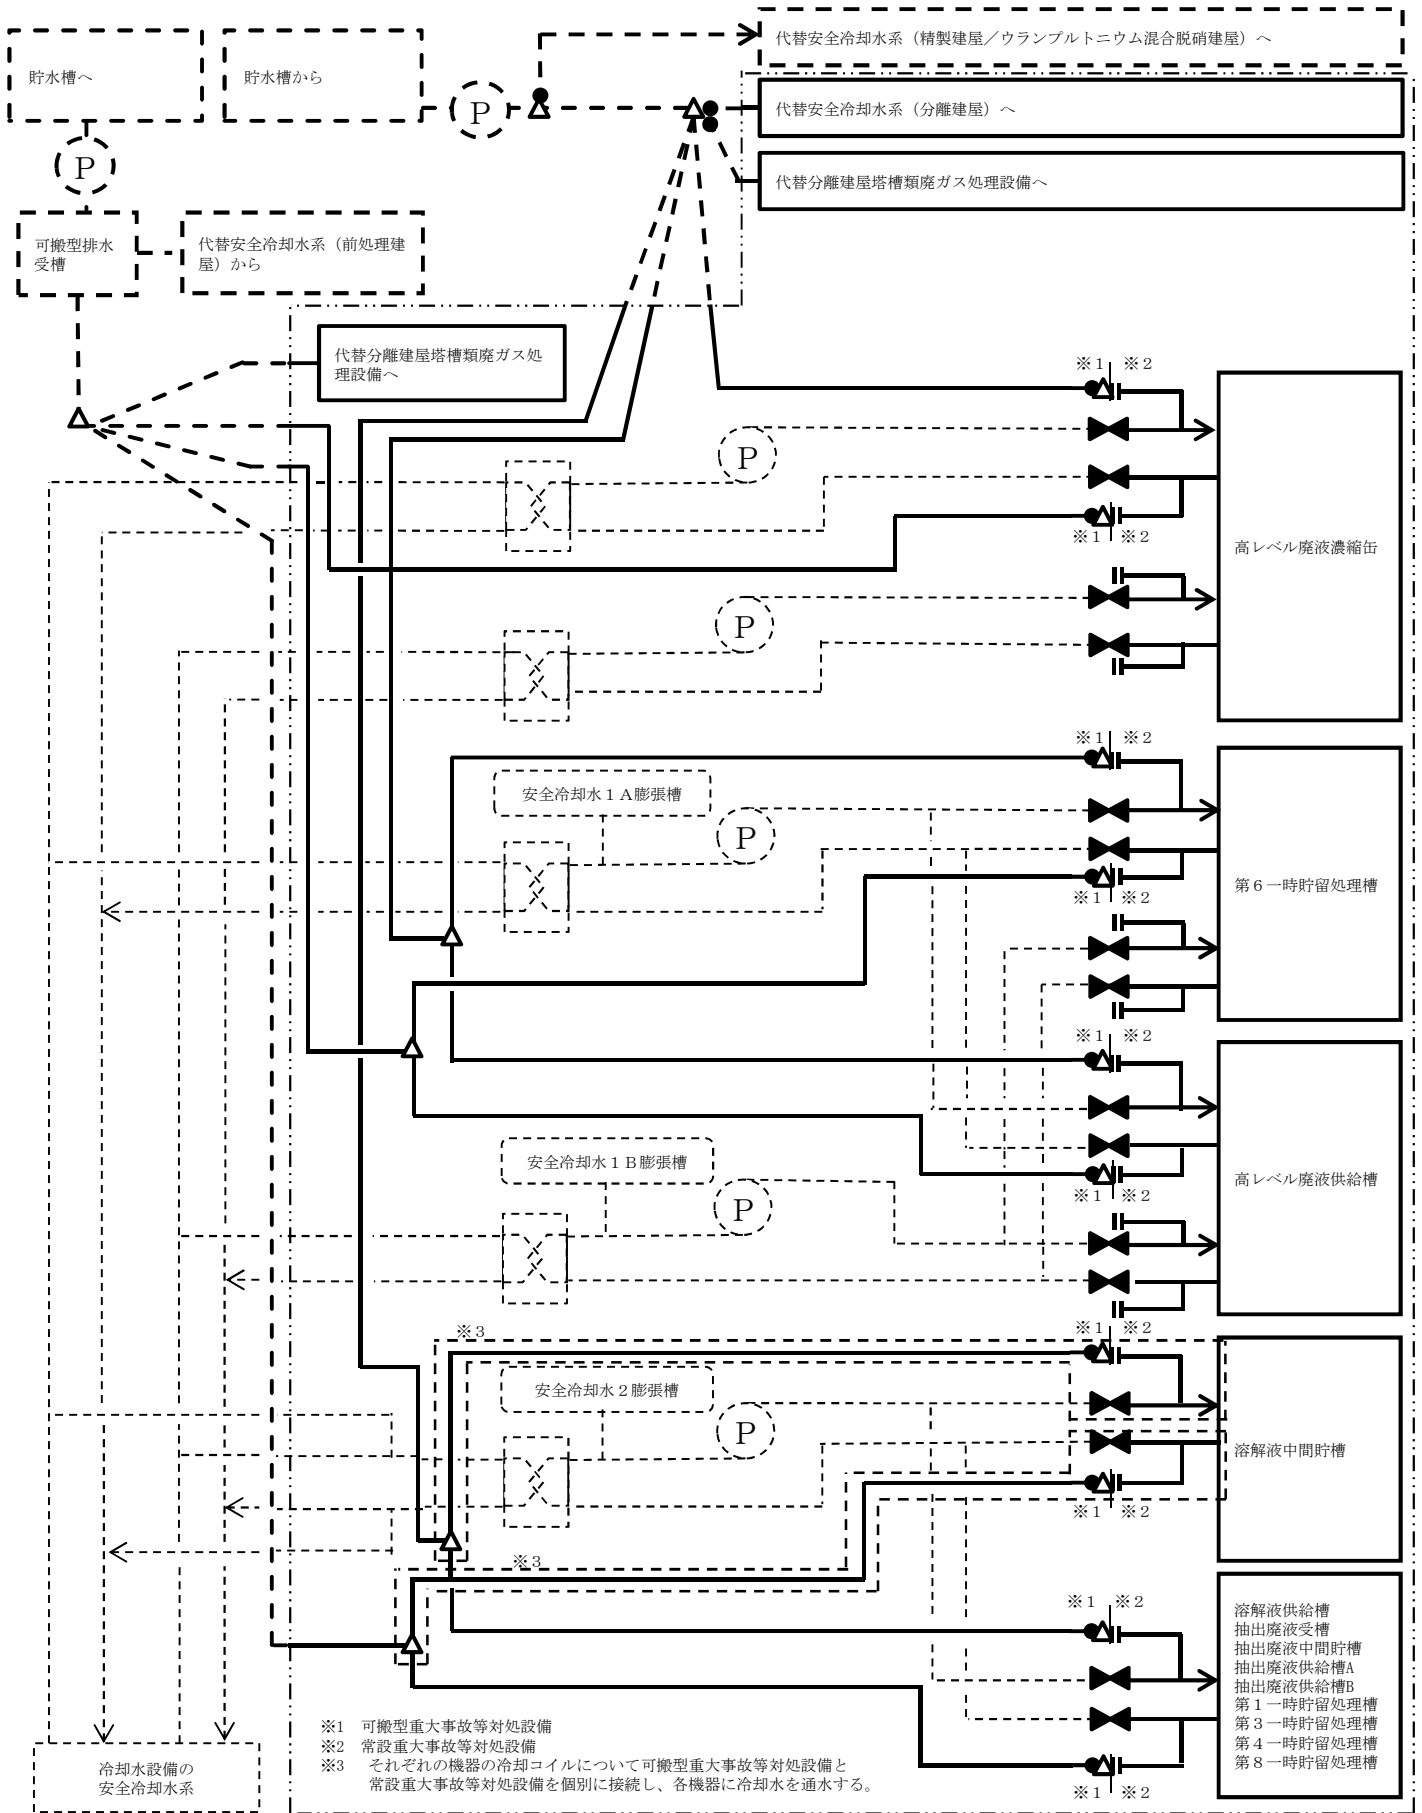 代替安全冷却水系（精製建屋／ウランプルトニウム混合脱硝建屋）へ
貯水槽へ
貯水槽から
P
代替安全冷却水系（分離建屋）へ
P
代替分離建屋塔槽類廃ガス処理設備へ
可搬型排水
受槽
代替安全冷却水系（前処理建
屋）から
代替分離建屋塔槽類廃ガス処
理設備へ
※１ ※２
P
※１ ※２
高レベル廃液濃縮缶
P
※１ ※２
安全冷却水１Ａ膨張槽
P
第６一時貯留処理槽
※１ ※２
※１ ※２
安全冷却水１Ｂ膨張槽
高レベル廃液供給槽
※１ ※２
P
※３
※１ ※２
安全冷却水２膨張槽
P
溶解液中間貯槽
※１ ※２
※３
※１ ※２
溶解液供給槽
抽出廃液受槽
抽出廃液中間貯槽
抽出廃液供給槽A
抽出廃液供給槽B
第１一時貯留処理槽
第３一時貯留処理槽
第４一時貯留処理槽
第８一時貯留処理槽
※１ ※２
※1 可搬型重大事故等対処設備
※2 常設重大事故等対処設備
※3 それぞれの機器の冷却コイルについて可搬型重大事故等対処設備と
常設重大事故等対処設備を個別に接続し、各機器に冷却水を通水する。
冷却水設備の
安全冷却水系